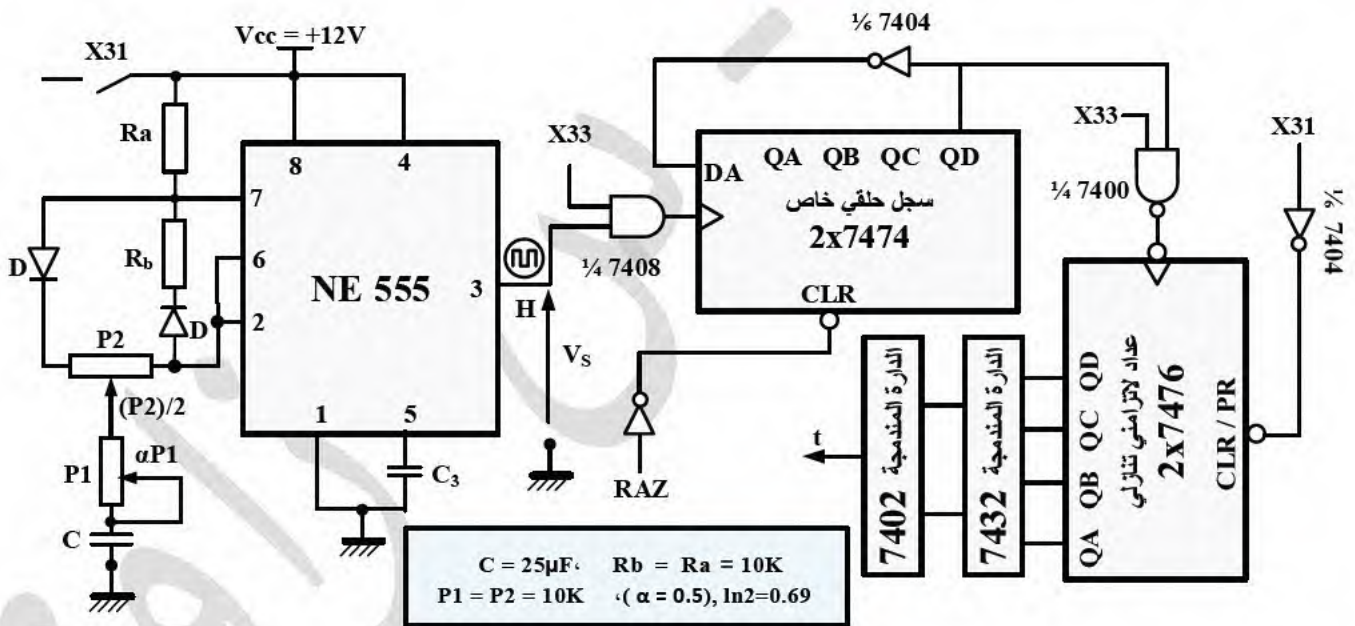 Vcc = +12V
X31
Ra
Rb
D
D
P2
(P2)/2
P1
αP1
C
8
4
7
6
2
3
1
5
NE 555
C3
H
VS
X33
¼ 7408
⅙ 7404
DA
QA QB QC QD
سجل حلقي خاص
2x7474
CLR
RAZ
X33
¼ 7400
X31
⅙ 7404
QD
QC
QB
QA
عداد لاتزامني تنازلي
2x7476
CLR / PR
الدارة المندمجة
7432
الدارة المندمجة
7402
t
C = 25µF، Rb = Ra = 10K
P1 = P2 = 10K ،( α = 0.5), ln2=0.69